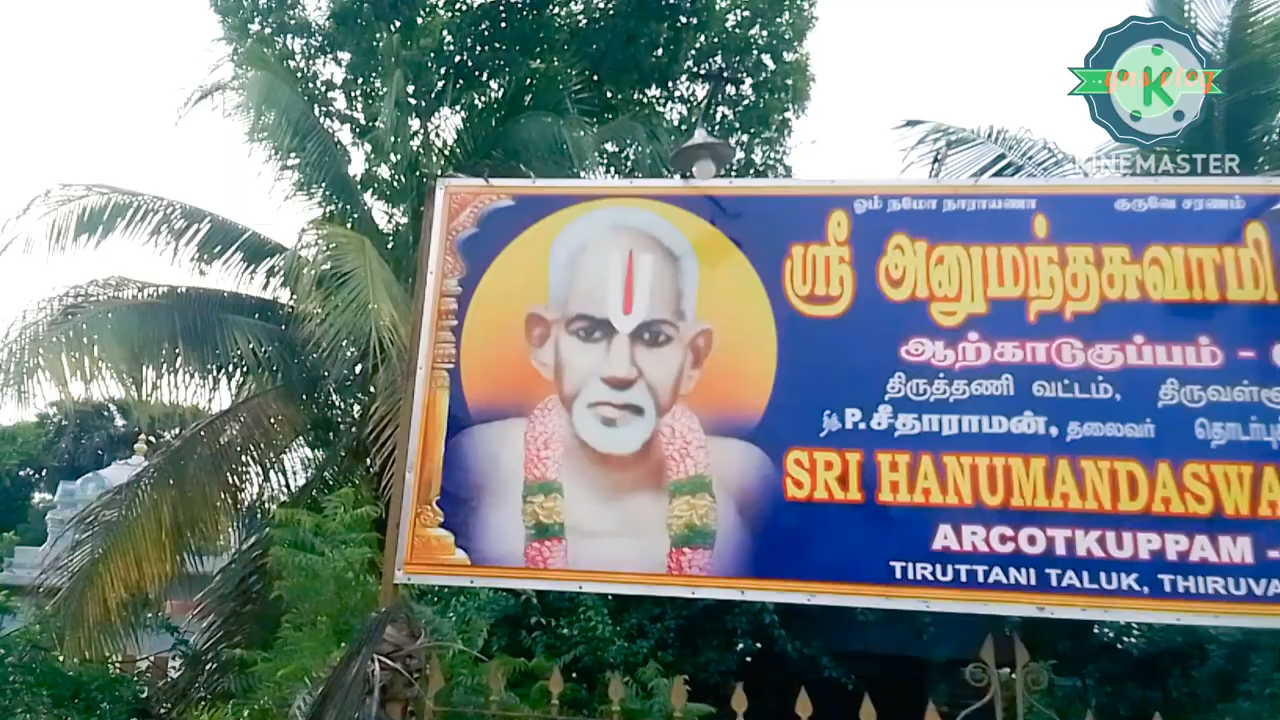 K
KINEMASTER
ஓம் நமோ நாராயணா குருவே சரணம்
ஸ்ரீ அனுமந்தசுவாமி
ஆற்காடுகுப்பம் -
திருத்தணி வட்டம், திருவள்ளூ
P. சீதாராமன், தலைவர் தொடர்பு
SRI HANUMANDASWA
ARCOTKUPPAM -
TIRUTTANI TALUK, THIRUVA